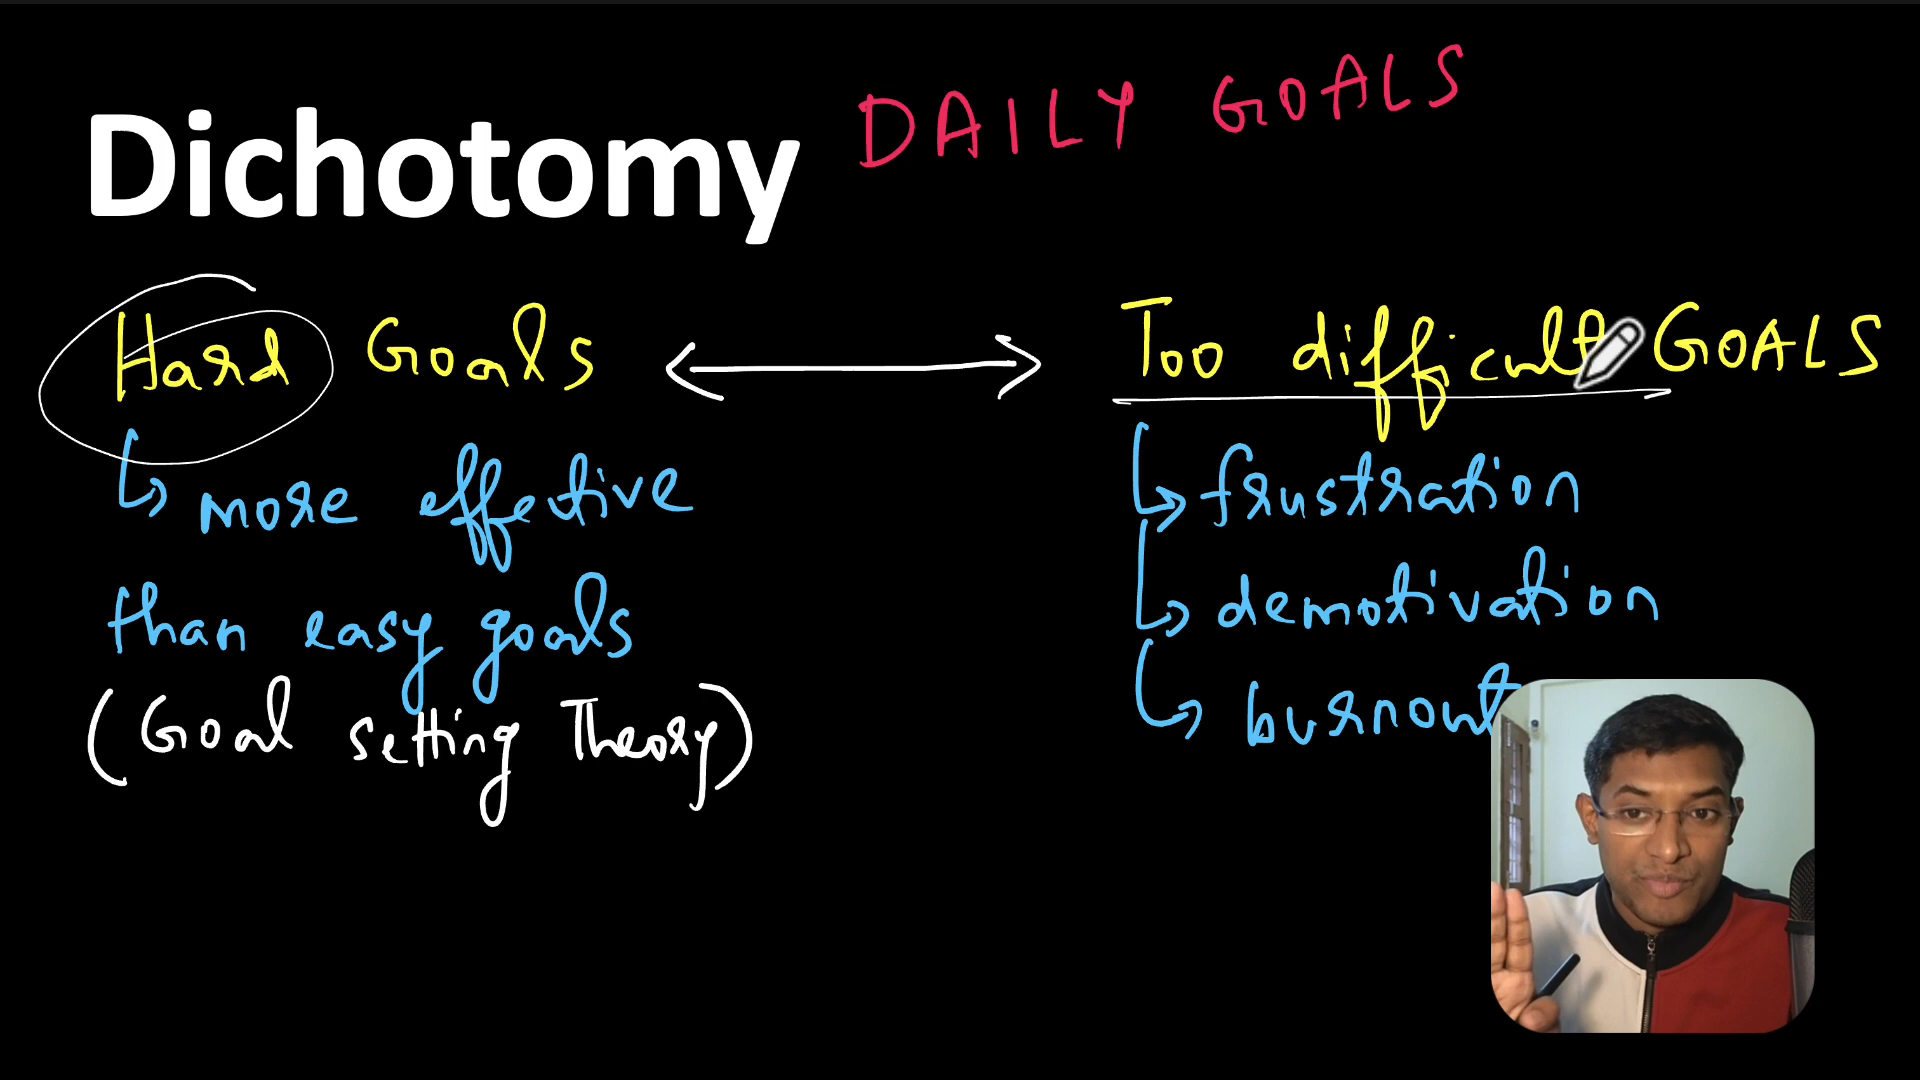 Dichotomy DAILY GOALS
Hard Goals Too difficult GOALS
more effective
than easy goals
(Goal setting Theory)
frustration
demotivation
burnout